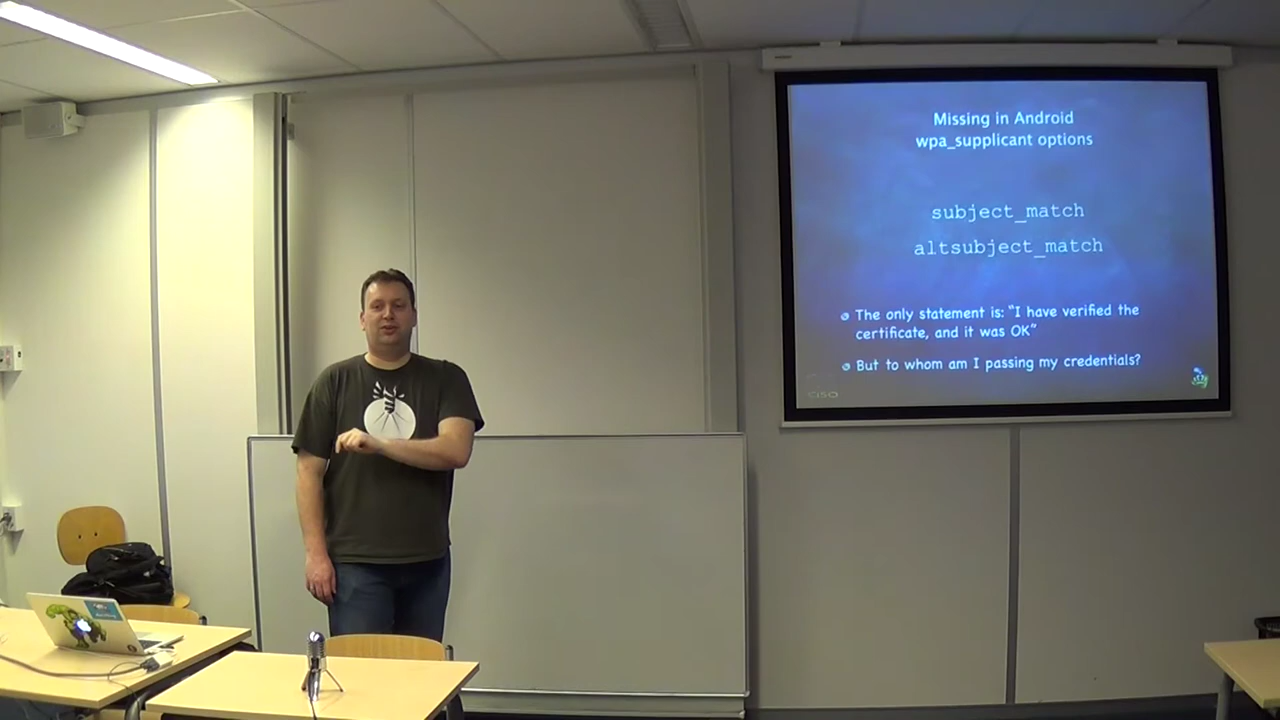 Missing in Android
wpa_supplicant options
subject_match
altsubject_match
The only statement is: "I have verified the
certificate, and it was OK"
But to whom am I passing my credentials?